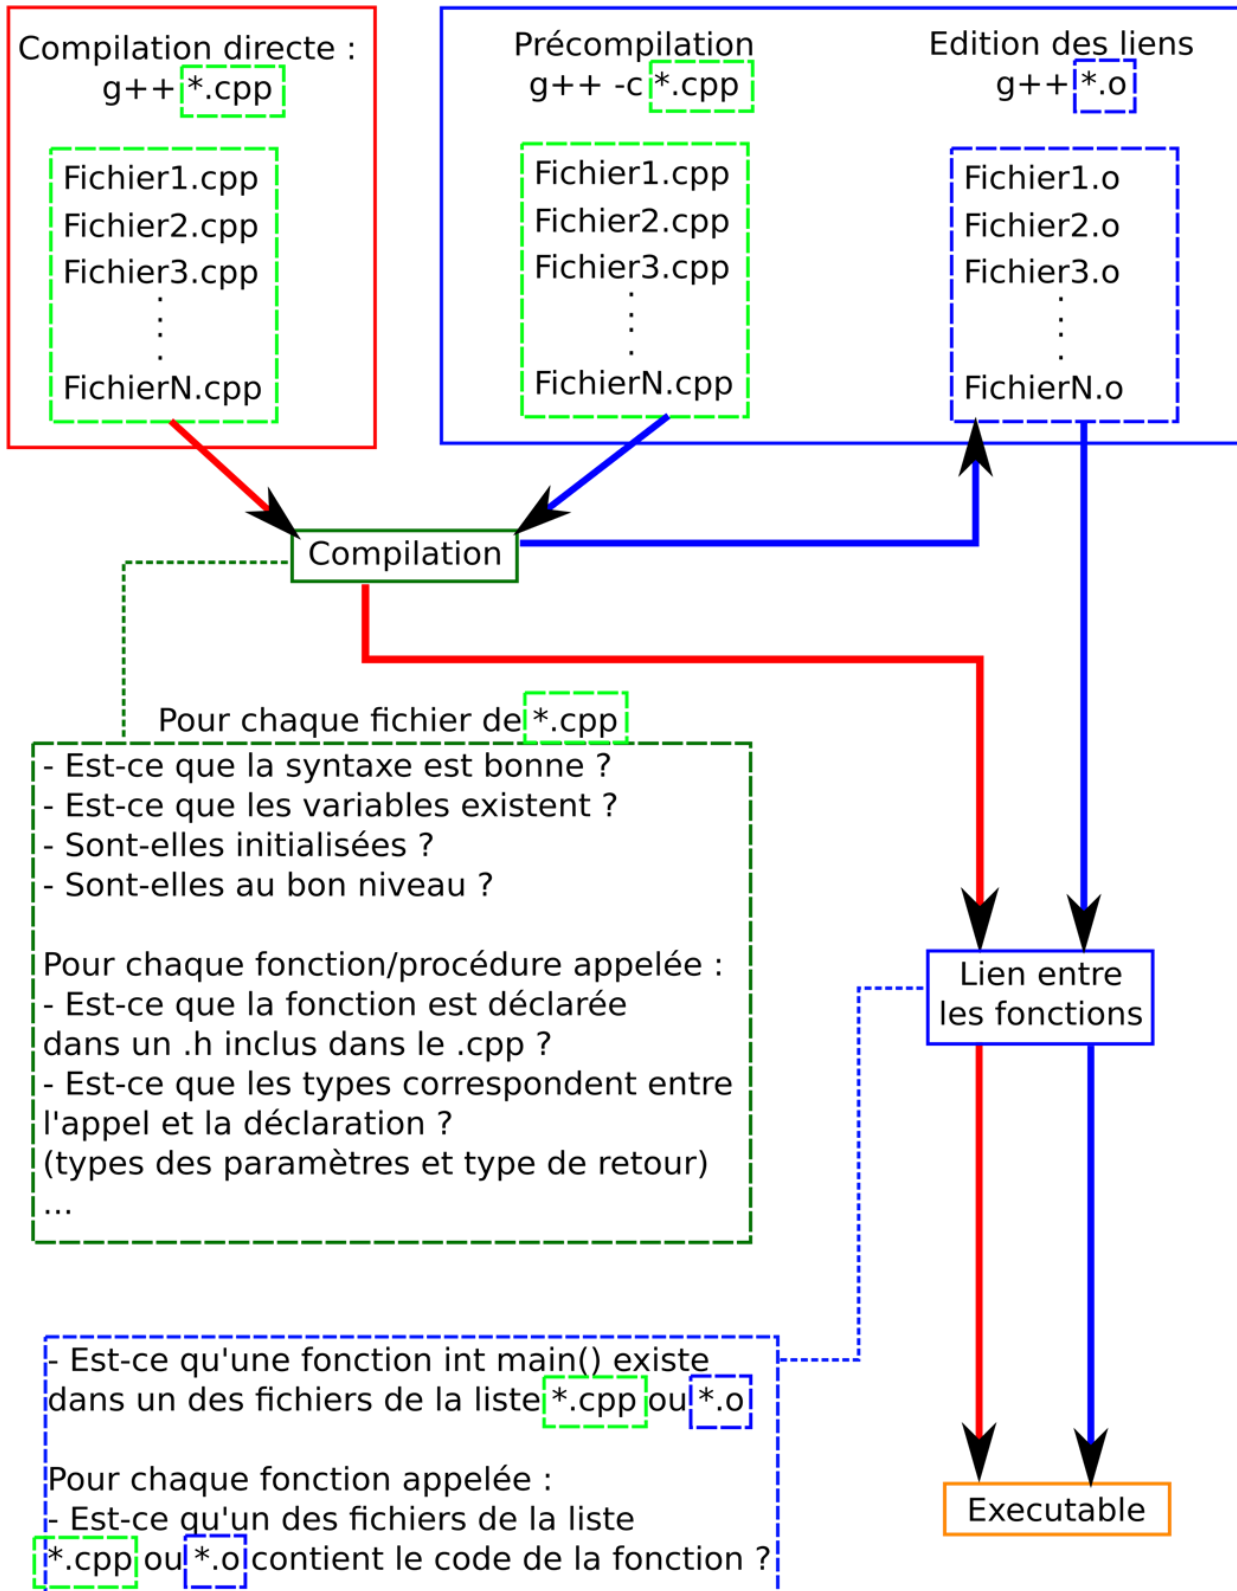 Compilation directe :
g++ *.cpp
Fichier1.cpp
Fichier2.cpp
Fichier3.cpp
.
.
.
.
FichierN.cpp
Précompilation
g++ -c *.cpp
Fichier1.cpp
Fichier2.cpp
Fichier3.cpp
.
.
.
.
FichierN.cpp
Edition des liens
g++ *.o
Fichier1.o
Fichier2.o
Fichier3.o
.
.
.
.
FichierN.o
Compilation
Pour chaque fichier de *.cpp
- Est-ce que la syntaxe est bonne ?
- Est-ce que les variables existent ?
- Sont-elles initialisées ?
- Sont-elles au bon niveau ?
Pour chaque fonction/procédure appelée :
- Est-ce que la fonction est déclarée
dans un .h inclus dans le .cpp ?
- Est-ce que les types correspondent entre
l'appel et la déclaration ?
(types des paramètres et type de retour)
...
Lien entre
les fonctions
- Est-ce qu'une fonction int main() existe
dans un des fichiers de la liste *.cpp ou *.o
Pour chaque fonction appelée :
- Est-ce qu'un des fichiers de la liste
*.cpp ou *.o contient le code de la fonction ?
Executable